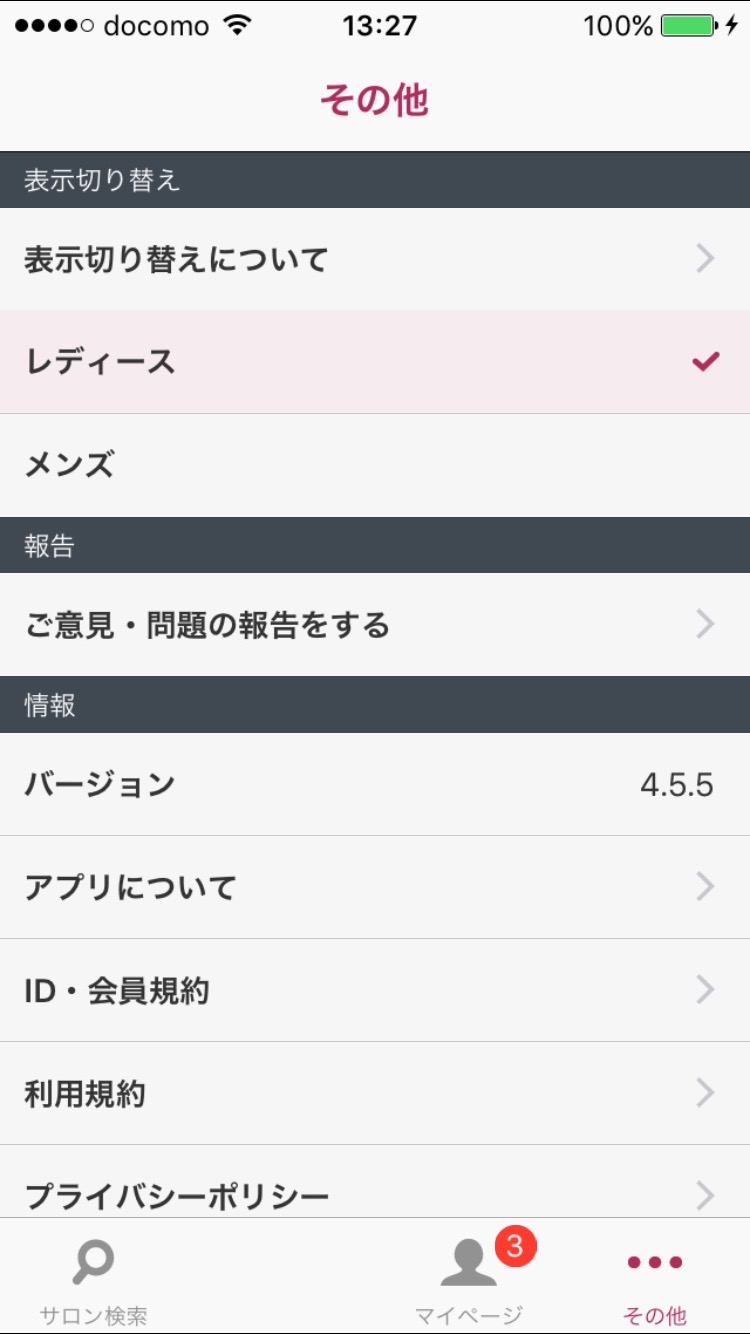 docomo 13:27 100%
その他
表示切り替え
表示切り替えについて
レディース
メンズ
報告
ご意見・問題の報告をする
情報
バージョン 4.5.5
アプリについて
ID・会員規約
利用規約
プライバシーポリシー
3
サロン検索 マイページ その他